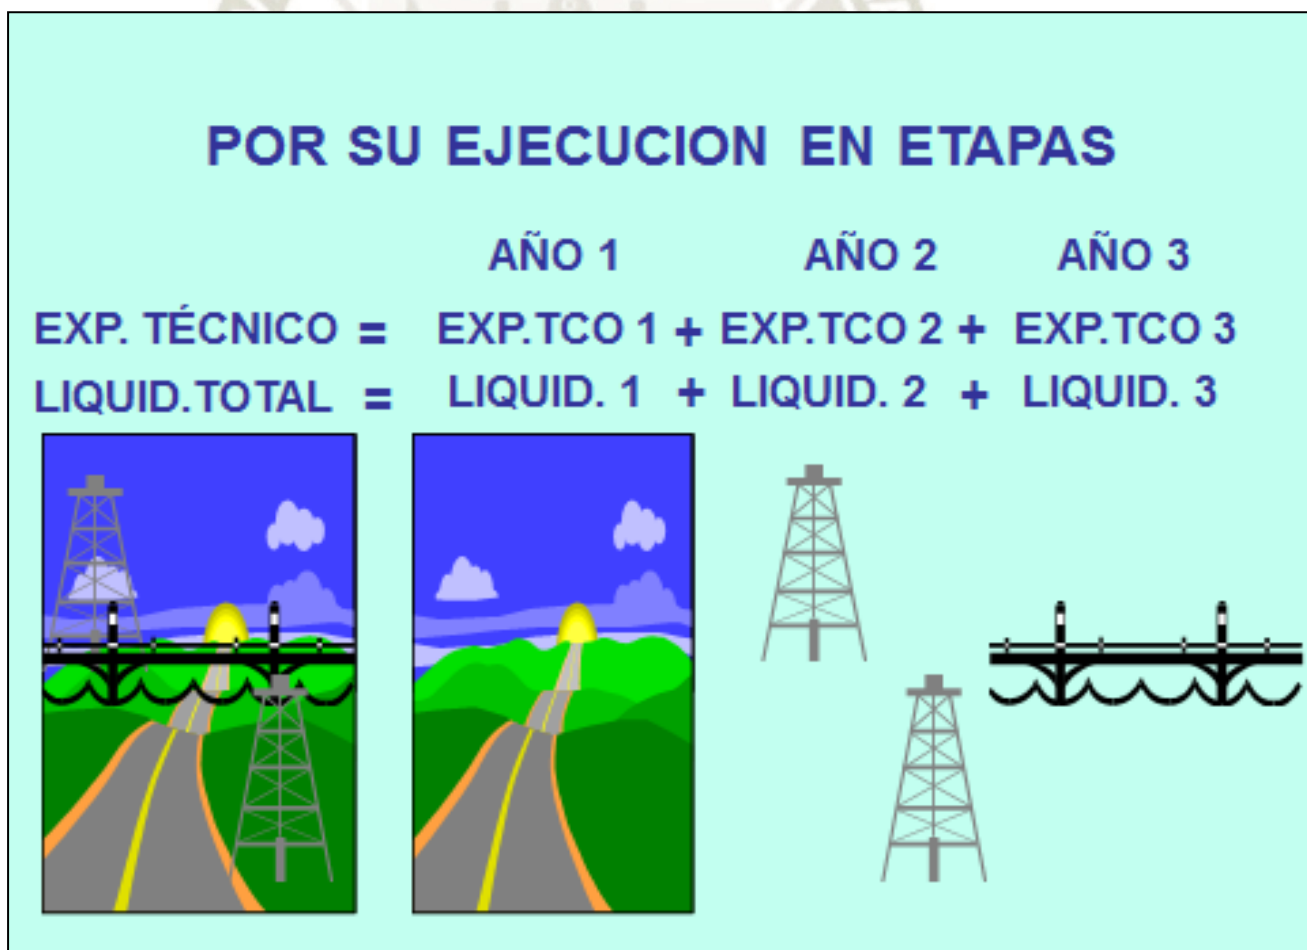 POR SU EJECUCION EN ETAPAS
AÑO 1 AÑO 2 AÑO 3
EXP. TÉCNICO = EXP.TCO 1 + EXP.TCO 2 + EXP.TCO 3
LIQUID.TOTAL = LIQUID. 1 + LIQUID. 2 + LIQUID. 3